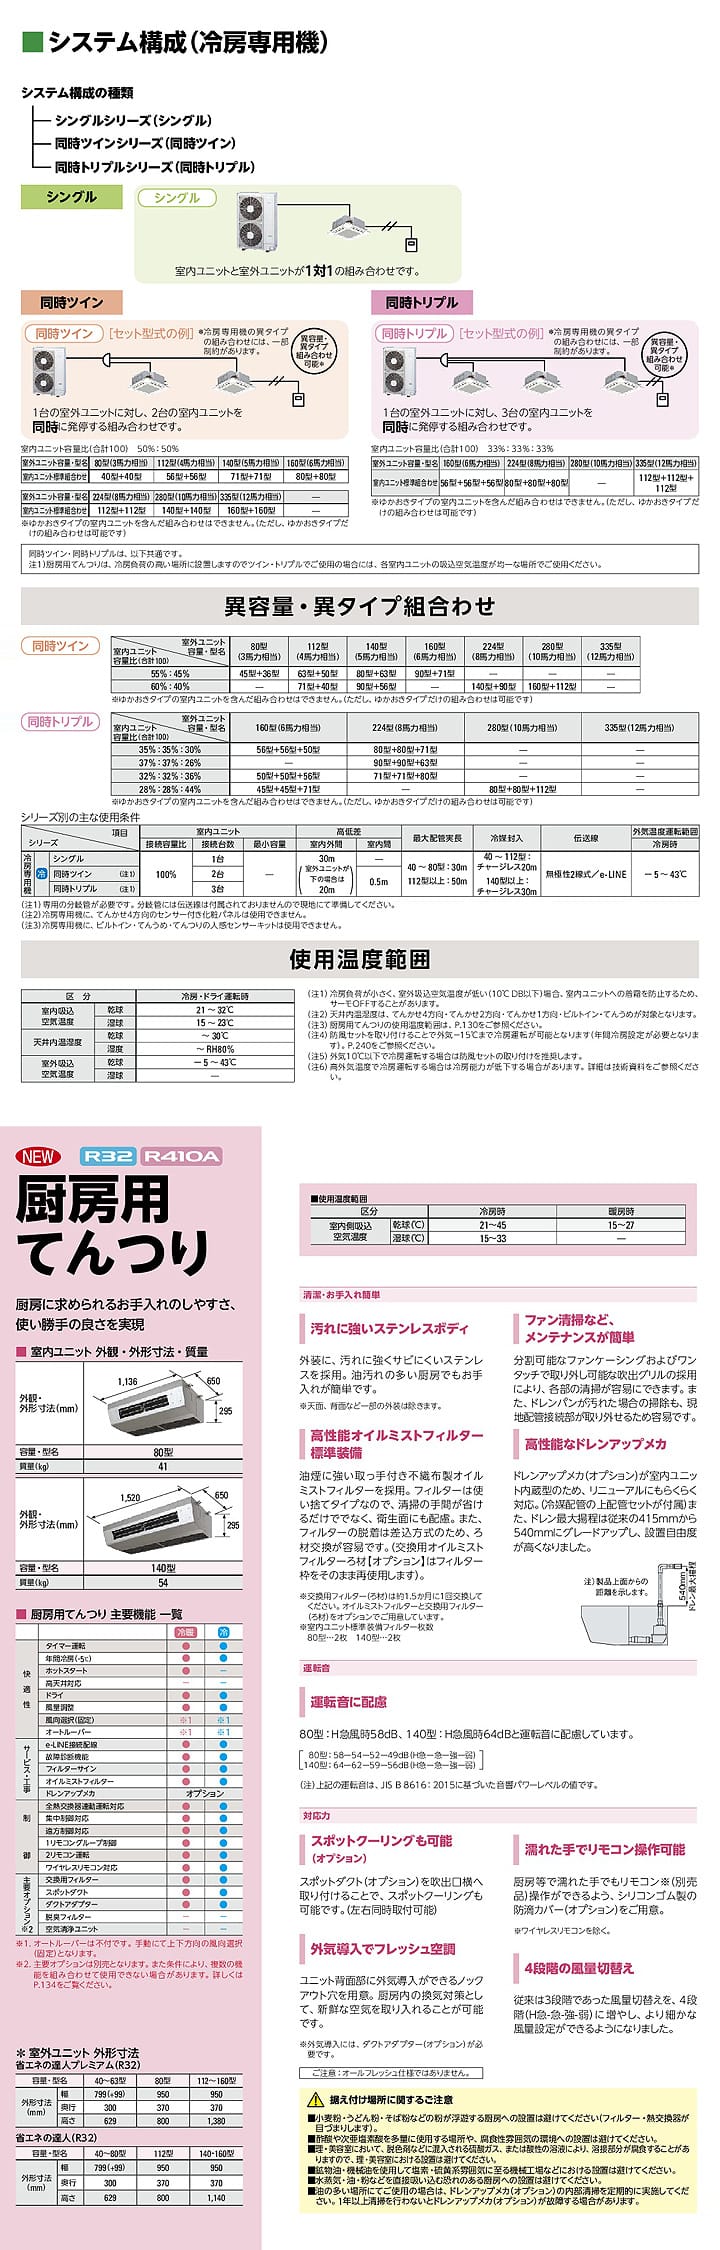 ■システム構成（冷房専用機）
システム構成の種類
シングルシリーズ（シングル）
同時ツインシリーズ（同時ツイン）
同時トリプルシリーズ（同時トリプル）
シングル
シングル
室内ユニットと室外ユニットが1対1の組み合わせです。
同時ツイン
同時ツイン ［セット型式の例］ ※冷房専用機の異タイプの組み合わせには、一部制約があります。
異容量・異タイプ組み合わせ可能※
1台の室外ユニットに対し、2台の室内ユニットを
同時に発停する組み合わせです。
室内ユニット容量比（合計100） 50%：50%
室外ユニット容量・型名 80型（3馬力相当） 112型（4馬力相当） 140型（5馬力相当） 160型（6馬力相当）
室内ユニット標準組合わせ 40型+40型 56型+56型 71型+71型 80型+80型
室外ユニット容量・型名 224型（8馬力相当） 280型（10馬力相当） 335型（12馬力相当） —
室内ユニット標準組合わせ 112型+112型 140型+140型 160型+160型 —
※ゆかおきタイプの室内ユニットを含んだ組み合わせはできません。（ただし、ゆかおきタイプだけの組み合わせは可能です）
同時トリプル
同時トリプル ［セット型式の例］ ※冷房専用機の異タイプの組み合わせには、一部制約があります。
異容量・異タイプ組み合わせ可能※
1台の室外ユニットに対し、3台の室内ユニットを
同時に発停する組み合わせです。
室内ユニット容量比（合計100） 33%：33%：33%
室外ユニット容量・型名 160型（6馬力相当） 224型（8馬力相当） 280型（10馬力相当） 335型（12馬力相当）
室内ユニット標準組合わせ 56型+56型+56型 80型+80型+80型 — 112型+112型+112型
※ゆかおきタイプの室内ユニットを含んだ組み合わせはできません。（ただし、ゆかおきタイプだけの組み合わせは可能です）
同時ツイン・同時トリプルは、以下共通です。
注1）厨房用てんつりは、冷房負荷の高い場所に設置しますのでツイン・トリプルでご使用の場合には、各室内ユニットの吸込空気温度が均一な場所でご使用ください。
異容量・異タイプ組合わせ
同時ツイン
室内ユニット容量比（合計100） 室外ユニット容量・型名 80型（3馬力相当） 112型（4馬力相当） 140型（5馬力相当） 160型（6馬力相当） 224型（8馬力相当） 280型（10馬力相当） 335型（12馬力相当）
55%：45% 45型+36型 63型+50型 80型+63型 90型+71型 — — —
60%：40% — 71型+40型 90型+56型 — 140型+90型 160型+112型 —
※ゆかおきタイプの室内ユニットを含んだ組み合わせはできません。（ただし、ゆかおきタイプだけの組み合わせは可能です）
同時トリプル
室内ユニット容量比（合計100） 室外ユニット容量・型名 160型（6馬力相当） 224型（8馬力相当） 280型（10馬力相当） 335型（12馬力相当）
35%：35%：30% 56型+56型+50型 80型+80型+71型 — —
37%：37%：26% — 90型+90型+63型 — —
32%：32%：36% 50型+50型+56型 71型+71型+80型 — —
28%：28%：44% 45型+45型+71型 — 80型+80型+112型 —
※ゆかおきタイプの室内ユニットを含んだ組み合わせはできません。（ただし、ゆかおきタイプだけの組み合わせは可能です）
シリーズ別の主な使用条件
シリーズ 項目 室内ユニット 高低差 最大配管実長 冷媒封入 伝送線 外気温度運転範囲
接続容量比 接続台数 最小容量 室内外間 室内間 冷房時
冷房専用機 冷 シングル 100% 1台 — 30m（室外ユニットが下の場合は20m） — 40～80型：30m 112型以上：50m 40～112型：チャージレス20m 140型以上：チャージレス30m 無極性2線式／e-LINE －5～43℃
同時ツイン （注1） 2台 0.5m
同時トリプル （注1） 3台
（注1）専用の分岐管が必要です。分岐管には伝送線は付属されておりませんので現地にて準備してください。
（注2）冷房専用機に、てんかせ4方向のセンサー付き化粧パネルは使用できません。
（注3）冷房専用機に、ビルトイン・てんうめ・てんつりの人感センサーキットは使用できません。
使用温度範囲
区 分 冷房・ドライ運転時
室内吸込空気温度 乾球 21～32℃
湿球 15～23℃
天井内温湿度 温度 ～30℃
湿度 ～RH80%
室外吸込空気温度 乾球 －5～43℃
湿球 —
（注1）冷房負荷が小さく、室外吸込空気温度が低い（10℃ DB以下）場合、室内ユニットへの着霜を防止するため、サーモOFFすることがあります。
（注2）天井内温湿度は、てんかせ4方向・てんかせ2方向・てんかせ1方向・ビルトイン・てんうめが対象となります。
（注3）厨房用てんつりの使用温度範囲は、P.130をご参照ください。
（注4）防風セットを取り付けることで外気－15℃まで冷房運転が可能となります（年間冷房設定が必要となります）。P.240をご参照ください。
（注5）外気10℃以下で冷房運転する場合は防風セットの取り付けを推奨します。
（注6）高外気温度で冷房運転する場合は冷房能力が低下する場合があります。詳細は技術資料をご参照ください。
NEW R32 R410A
厨房用
てんつり
厨房に求められるお手入れのしやすさ、
使い勝手の良さを実現
■ 室内ユニット 外観・外形寸法・質量
外観・外形寸法（mm） 1,136 650 295
容量・型名 80型
質量（kg） 41
外観・外形寸法（mm） 1,520 650 295
容量・型名 140型
質量（kg） 54
■ 厨房用てんつり 主要機能 一覧
冷暖 冷
快適性
タイマー運転 ● ●
年間冷房（-5℃） ● ●
ホットスタート ● －
高天井対応 － －
ドライ ● ●
風量調整 ● ●
風向選択（固定） ※1 ※1
オートルーバー ※1 ※1
サービス・工事
e-LINE接続配線 ● ●
故障診断機能 ● ●
フィルターサイン ● ●
オイルミストフィルター ● ●
ドレンアップメカ オプション
制御
全熱交換器連動運転対応 ● ●
集中制御対応 ● ●
遠方制御対応 ● ●
1リモコングループ制御 ● ●
2リモコン運転 ● ●
ワイヤレスリモコン対応 ● ●
主要オプション※2
交換用フィルター ● ●
スポットダクト ● ●
ダクトアダプター ● ●
脱臭フィルター － －
空気清浄ユニット － －
※1. オートルーバーは不付です。手動にて上下方向の風向選択（固定）となります。
※2. 主要オプションは別売となります。また条件により、複数の機能を組み合わせて使用できない場合があります。詳しくはP.134をご覧ください。
＊ 室外ユニット 外形寸法
省エネの達人プレミアム（R32）
容量・型名 40～63型 80型 112～160型
外形寸法（mm） 幅 799（+99） 950 950
奥行 300 370 370
高さ 629 800 1,380
省エネの達人（R32）
容量・型名 40～80型 112型 140・160型
外形寸法（mm） 幅 799（+99） 950 950
奥行 300 370 370
高さ 629 800 1,140
■使用温度範囲
区分 冷房時 暖房時
室内側吸込空気温度 乾球（℃） 21～45 15～27
湿球（℃） 15～33 —
清潔・お手入れ簡単
汚れに強いステンレスボディ
外装に、汚れに強くサビにくいステンレスを採用。油汚れの多い厨房でもお手入れが簡単です。
※天面、背面など一部の外装は除きます。
高性能オイルミストフィルター標準装備
油煙に強い取っ手付き不織布製オイルミストフィルターを採用。フィルターは使い捨てタイプなので、清掃の手間が省けるだけでなく、衛生面にも配慮。また、フィルターの脱着は差込方式のため、ろ材交換が容易です。（交換用オイルミストフィルターろ材【オプション】はフィルター枠をそのまま再使用します）。
※交換用フィルター（ろ材）は約1.5か月に1回交換してください。オイルミストフィルターと交換用フィルター（ろ材）をオプションでご用意しています。
※室内ユニット標準装備フィルター枚数
80型…2枚 140型…2枚
ファン清掃など、メンテナンスが簡単
分割可能なファンケーシングおよびワンタッチで取り外し可能な吹出グリルの採用により、各部の清掃が容易にできます。また、ドレンパンが汚れた場合の掃除も、現地配管接続部が取り外せるため容易です。
高性能なドレンアップメカ
ドレンアップメカ（オプション）が室内ユニット内蔵型のため、リニューアルにもらくらく対応。（冷媒配管の上配管セットが付属）また、ドレン最大揚程は従来の415mmから540mmにグレードアップし、設置自由度が高くなりました。
注）製品上面からの距離を示します。
540mm
ドレン最大揚程
運転音
運転音に配慮
80型：H急風時58dB、140型：H急風時64dBと運転音に配慮しています。
80型：58－54－52－49dB（H急－急－強－弱）
140型：64－62－59－56dB（H急－急－強－弱）
（注）上記の運転音は、JIS B 8616：2015に基づいた音響パワーレベルの値です。
対応力
スポットクーリングも可能
（オプション）
スポットダクト（オプション）を吹出口横へ取り付けることで、スポットクーリングも可能です。（左右同時取付可能）
外気導入でフレッシュ空調
ユニット背面部に外気導入ができるノックアウト穴を用意。厨房内の換気対策として、新鮮な空気を取り入れることが可能です。
※外気導入には、ダクトアダプター（オプション）が必要です。
ご注意：オールフレッシュ仕様ではありません。
濡れた手でリモコン操作可能
厨房等で濡れた手でもリモコン※（別売品）操作ができるよう、シリコンゴム製の防滴カバー（オプション）をご用意。
※ワイヤレスリモコンを除く。
4段階の風量切替え
従来は3段階であった風量切替えを、4段階（H急-急-強-弱）に増やし、より細かな風量設定ができるようになりました。
据え付け場所に関するご注意
■小麦粉・うどん粉・そば粉などの粉が浮遊する厨房への設置は避けてください（フィルター・熱交換器が目づまりします）。
■酢酸や次亜塩素酸を多量に使用する場所や、腐食性雰囲気の環境への設置は避けてください。
■理・美容室において、脱色剤などに混入される硫酸ガス、または酸性の溶液により、溶接部分が腐食することがありますので、理・美容室における設置は避けてください。
■鉱物油・機械油を使用して塩素・硫黄系雰囲気に至る機械工場などにおける設置は避けてください。
■水蒸気・油・粉などを直接吸い込む恐れのある厨房への設置は避けてください。
■油の多い場所にてご使用の場合は、ドレンアップメカ（オプション）の内部清掃を定期的に実施してください。1年以上清掃を行わないとドレンアップメカ（オプション）が故障する場合があります。